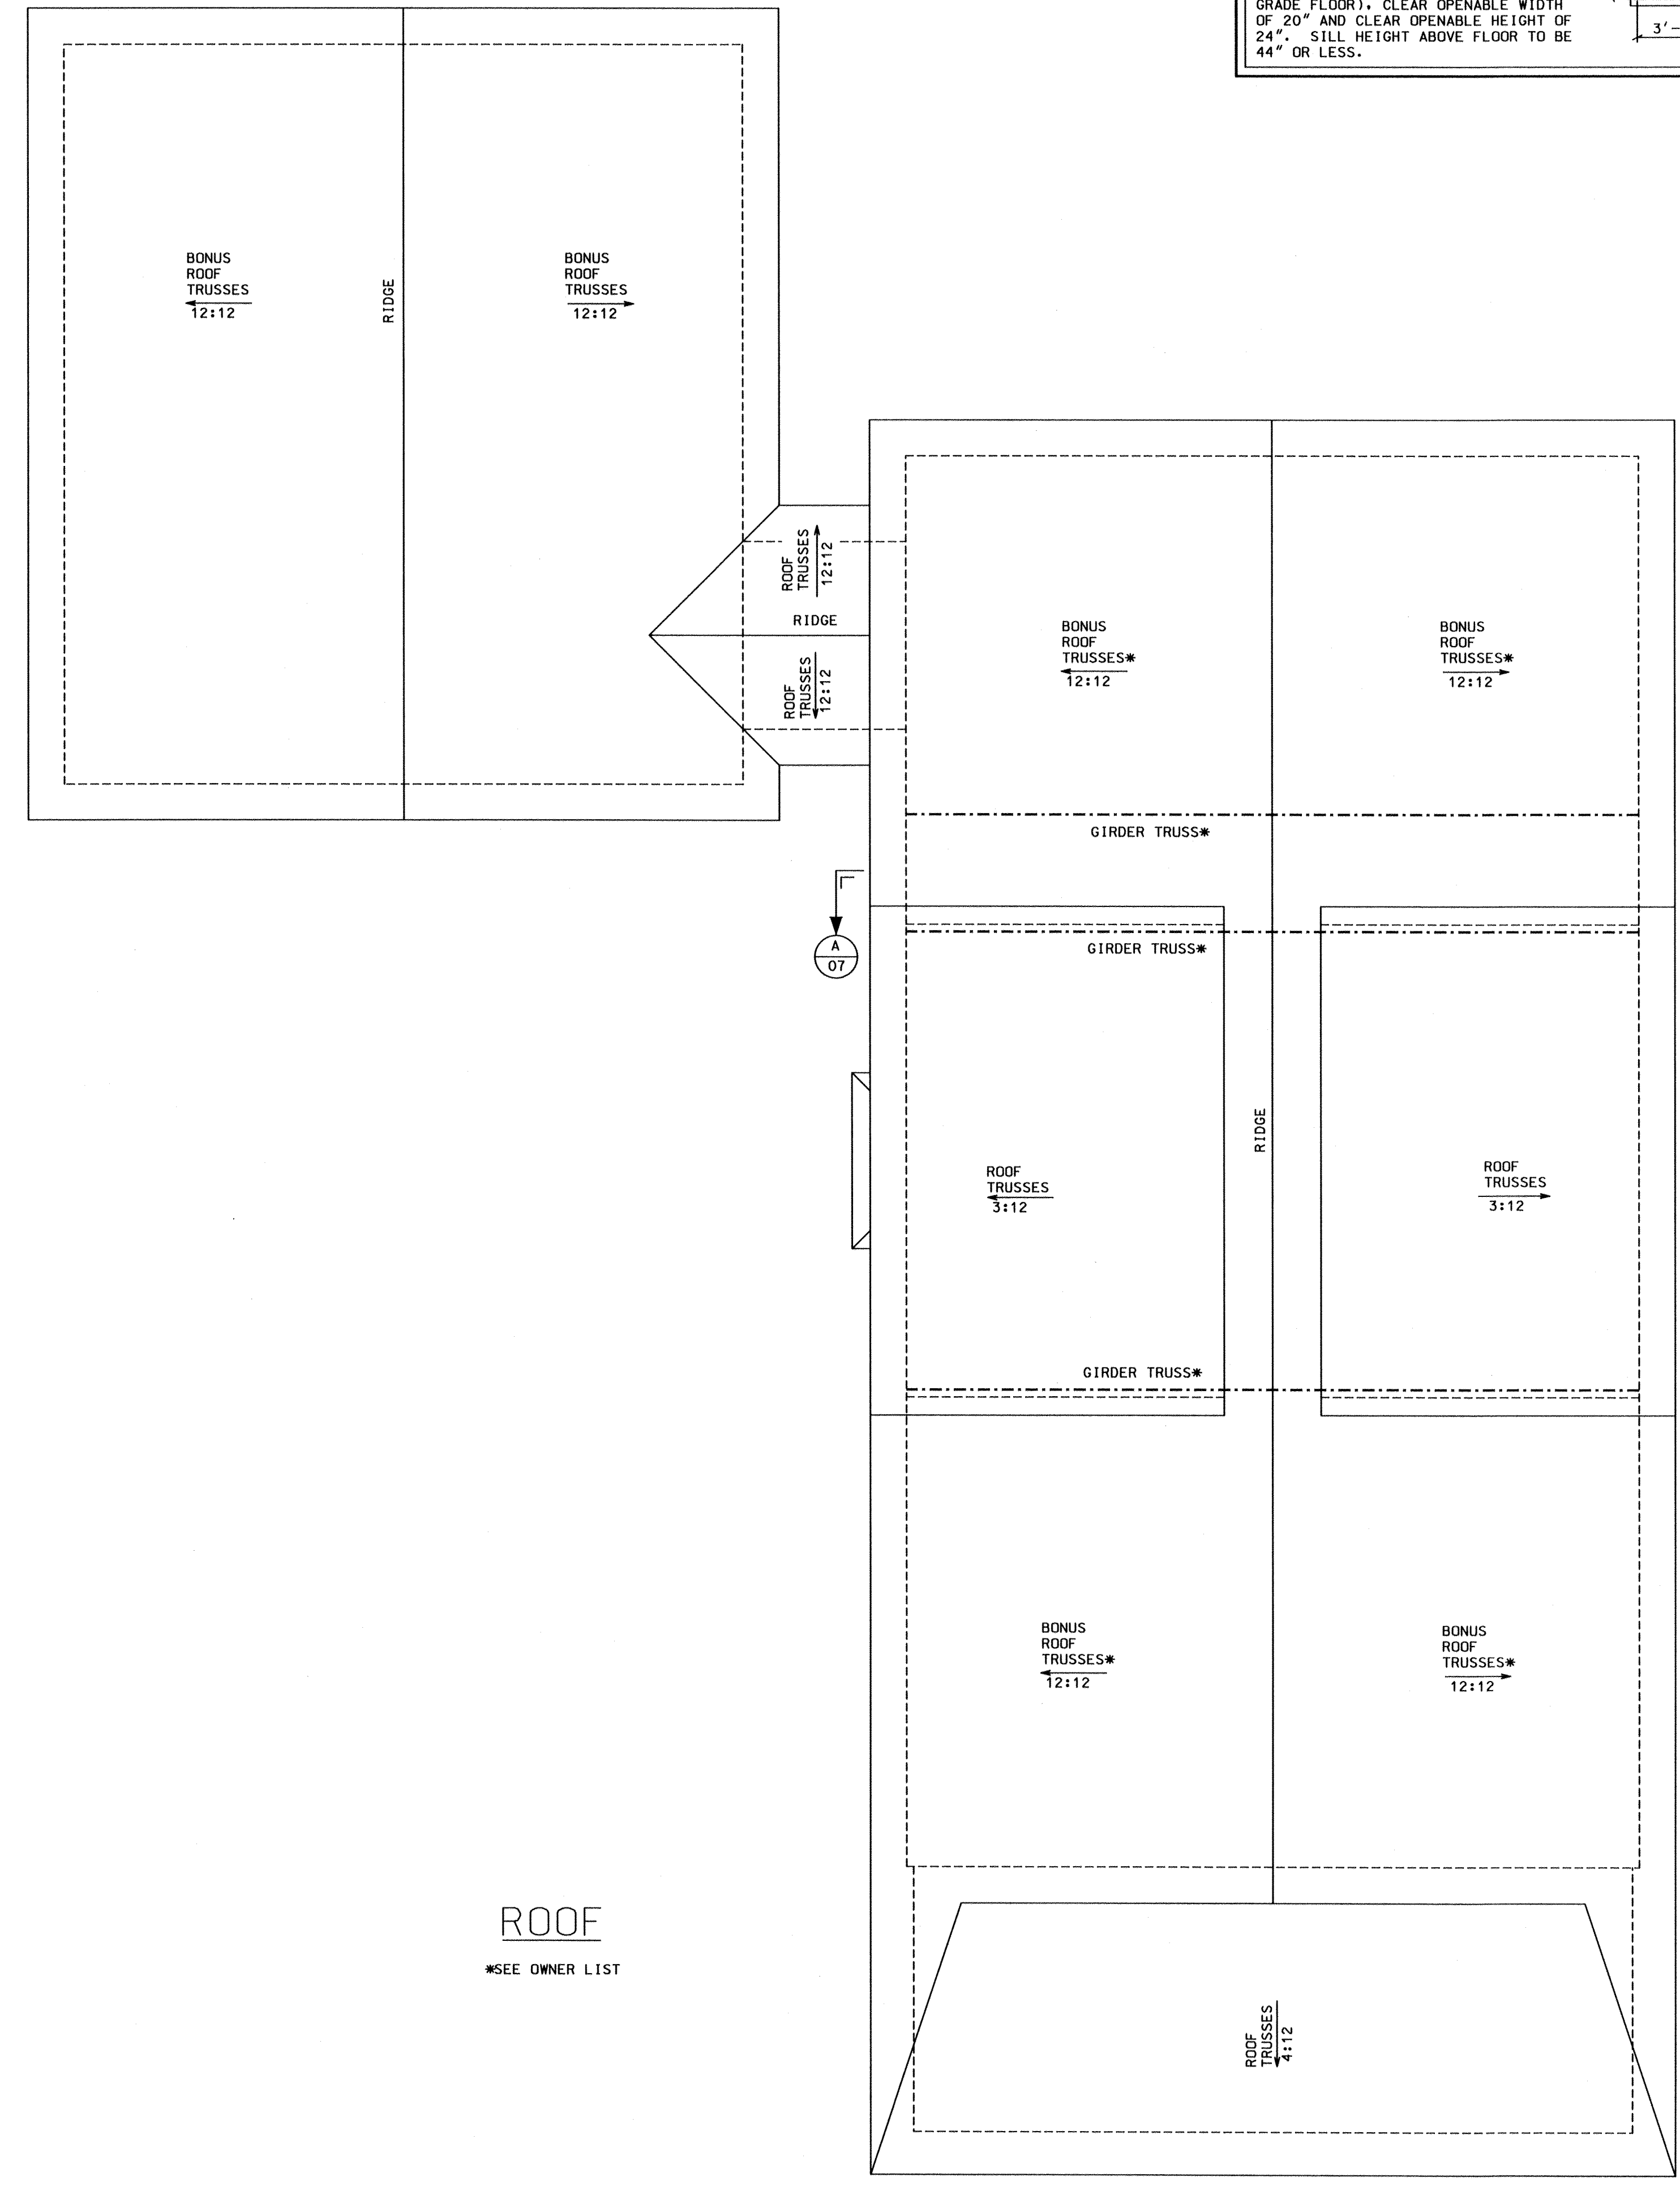 GRADE FLOOR), CLEAR OPENABLE WIDTH
OF 20" AND CLEAR OPENABLE HEIGHT OF
24". SILL HEIGHT ABOVE FLOOR TO BE
44" OR LESS.
3'-
BONUS
ROOF
TRUSSES
12:12
RIDGE
BONUS
ROOF
TRUSSES
12:12
ROOF
TRUSSES
12:12
RIDGE
ROOF
TRUSSES
12:12
BONUS
ROOF
TRUSSES*
12:12
BONUS
ROOF
TRUSSES*
12:12
GIRDER TRUSS*
A
07
GIRDER TRUSS*
RIDGE
ROOF
TRUSSES
3:12
ROOF
TRUSSES
3:12
GIRDER TRUSS*
BONUS
ROOF
TRUSSES*
12:12
BONUS
ROOF
TRUSSES*
12:12
ROOF
*SEE OWNER LIST
ROOF
TRUSSES
4:12